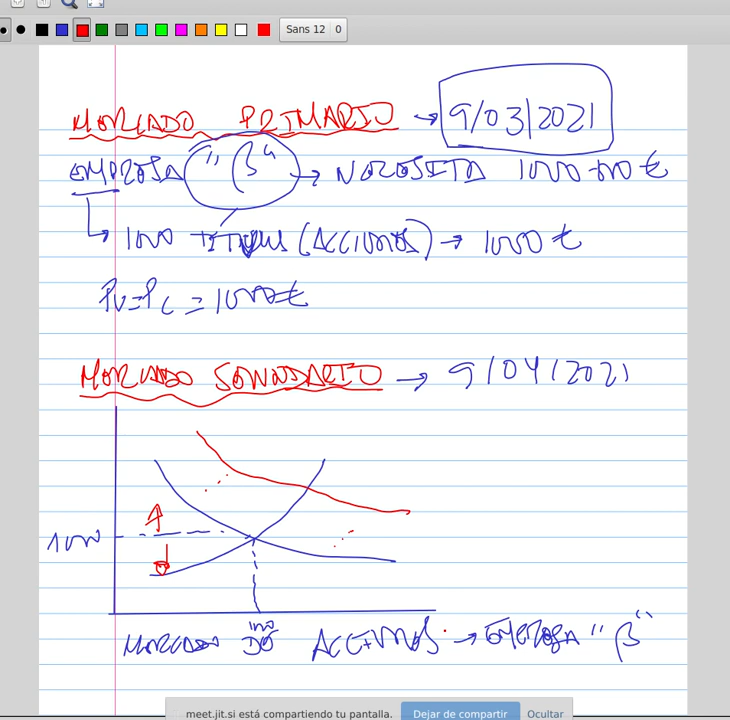 Sans 12 0
MERCADO PRIMARIO → 9/03/2021
EMPRESA "β" → NECESITA 1000.000 €
↳ 1000 TÍTULOS (ACCIONES) → 1000 €
Pv=Pc = 1000 €
MERCADO SECUNDARIO → 9/04/2021
1000
MERCADO DE ACCIONES → EMPRESA "β"
meet.jit.si está compartiendo tu pantalla. Dejar de compartir Ocultar